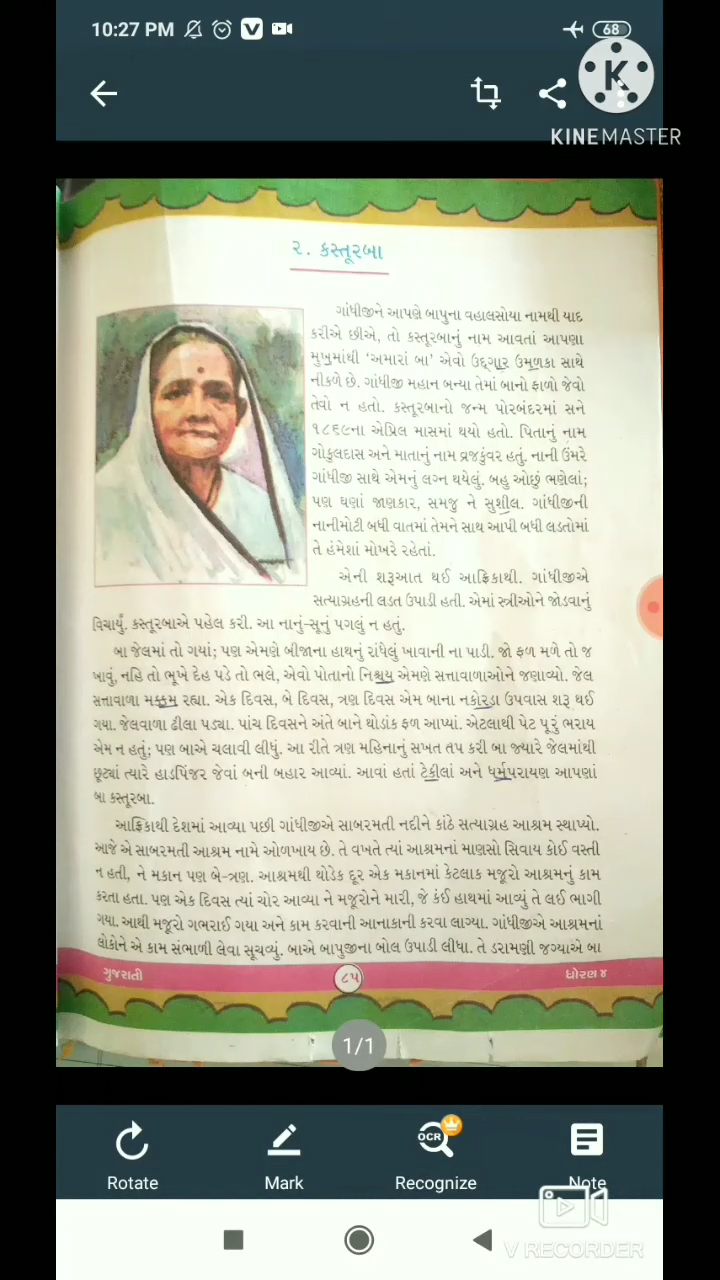 10:27 PM
68
K
KINEMASTER
૨. કસ્તૂરબા
ગાંધીજીને આપણે બાપુના વહાલસોયા નામથી યાદ
કરીએ છીએ, તો કસ્તૂરબાનું નામ આવતાં આપણા
મુખમાંથી ‘અમારાં બા’ એવો ઉદ્દગાર ઉમળકા સાથે
નીકળે છે. ગાંધીજી મહાન બન્યા તેમાં બાનો ફાળો જેવો
તેવો ન હતો. કસ્તૂરબાનો જન્મ પોરબંદરમાં સને
૧૮૬૯ના એપ્રિલ માસમાં થયો હતો. પિતાનું નામ
ગોકુલદાસ અને માતાનું નામ વ્રજકુંવર હતું. નાની ઉંમરે
ગાંધીજી સાથે એમનું લગ્ન થયેલું. બહુ ઓછું ભણેલાં;
પણ ઘણાં જાણકાર, સમજુ ને સુશીલ. ગાંધીજીની
નાનીમોટી બધી વાતમાં તેમને સાથ આપી બધી લડતોમાં
તે હંમેશાં મોખરે રહેતાં.
એની શરૂઆત થઈ આફ્રિકાથી. ગાંધીજીએ
સત્યાગ્રહની લડત ઉપાડી હતી. એમાં સ્ત્રીઓને જોડવાનું
વિચાર્યું. કસ્તૂરબાએ પહેલ કરી. આ નાનું-સૂનું પગલું ન હતું.
બા જેલમાં તો ગયાં; પણ એમણે બીજાના હાથનું રાંધેલું ખાવાની ના પાડી. જો ફળ મળે તો જ
ખાવું, નહિ તો ભૂખે દેહ પડે તો ભલે, એવો પોતાનો નિશ્ચય એમણે સત્તાવાળાઓને જણાવ્યો. જેલ
સત્તાવાળા મક્કમ રહ્યા. એક દિવસ, બે દિવસ, ત્રણ દિવસ એમ બાના નકોરડા ઉપવાસ શરૂ થઈ
ગયા. જેલવાળા ઢીલા પડ્યા. પાંચ દિવસને અંતે બાને થોડાંક ફળ આપ્યાં. એટલાથી પેટ પૂરું ભરાય
એમ ન હતું; પણ બાએ ચલાવી લીધું. આ રીતે ત્રણ મહિનાનું સખત તપ કરી બા જ્યારે જેલમાંથી
છૂટ્યાં ત્યારે હાડપિંજર જેવાં બની બહાર આવ્યાં. આવાં હતાં ટેકીલાં અને ધર્મપરાયણ આપણાં
બા કસ્તૂરબા.
આફ્રિકાથી દેશમાં આવ્યા પછી ગાંધીજીએ સાબરમતી નદીને કાંઠે સત્યાગ્રહ આશ્રમ સ્થાપ્યો.
આજે એ સાબરમતી આશ્રમ નામે ઓળખાય છે. તે વખતે ત્યાં આશ્રમનાં માણસો સિવાય કોઈ વસ્તી
ન હતી, ને મકાન પણ બે-ત્રણ. આશ્રમથી થોડેક દૂર એક મકાનમાં કેટલાક મજૂરો આશ્રમનું કામ
કરતા હતા. પણ એક દિવસ ત્યાં ચોર આવ્યા ને મજૂરોને મારી, જે કંઈ હાથમાં આવ્યું તે લઈ ભાગી
ગયા. આથી મજૂરો ગભરાઈ ગયા અને કામ કરવાની આનાકાની કરવા લાગ્યા. ગાંધીજીએ આશ્રમનાં
લોકોને એ કામ સંભાળી લેવા સૂચવ્યું. બાએ બાપુજીના બોલ ઉપાડી લીધા. તે ડરામણી જગ્યાએ બા
ગુજરાતી
૮૫
ધોરણ ૪
1/1
OCR
Rotate
Mark
Recognize
Note
V RECORDER